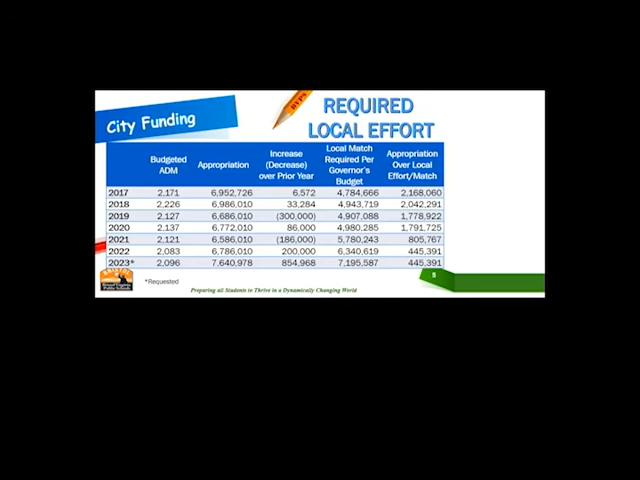 BVPS
City Funding
REQUIRED
LOCAL EFFORT
Budgeted ADM | Appropriation | Increase (Decrease) over Prior Year | Local Match Required Per Governor's Budget | Appropriation Over Local Effort/Match
2017 2,171 6,952,726 6,572 4,784,666 2,168,060
2018 2,226 6,986,010 33,284 4,943,719 2,042,291
2019 2,127 6,686,010 (300,000) 4,907,088 1,778,922
2020 2,137 6,772,010 86,000 4,980,285 1,791,725
2021 2,121 6,586,010 (186,000) 5,780,243 805,767
2022 2,083 6,786,010 200,000 6,340,619 445,391
2023* 2,096 7,640,978 854,968 7,195,587 445,391
BRISTOL
Virginia
Public Schools
*Requested
Preparing all Students to Thrive in a Dynamically Changing World
5